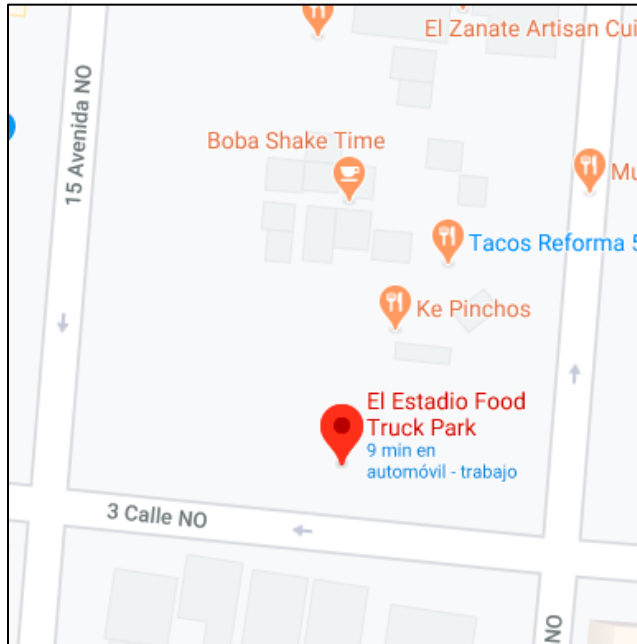 El Zanate Artisan Cui
15 Avenida NO
Boba Shake Time
Mu
Tacos Reforma 5
Ke Pinchos
El Estadio Food
Truck Park
9 min en
automóvil - trabajo
3 Calle NO
NO